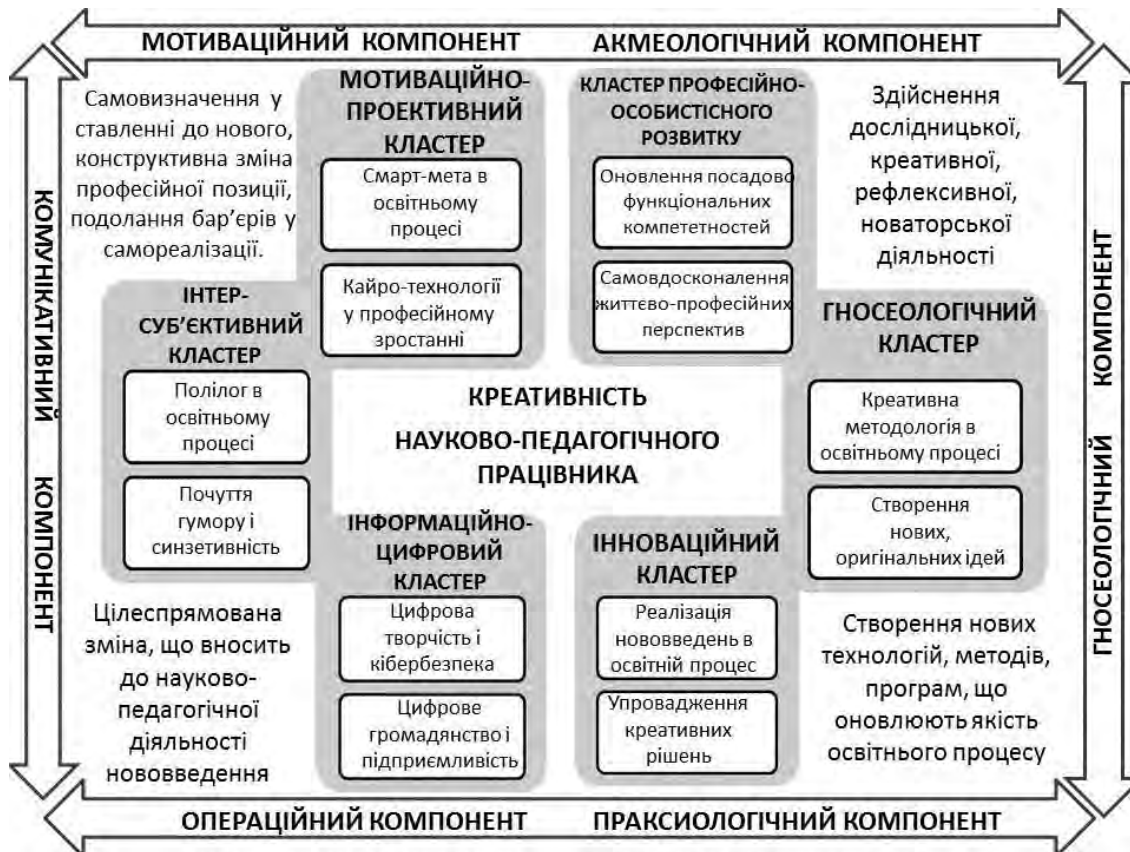 МОТИВАЦІЙНИЙ КОМПОНЕНТ
АКМЕОЛОГІЧНИЙ КОМПОНЕНТ
КОМУНІКАТИВНИЙ КОМПОНЕНТ
Самовизначення у
ставленні до нового,
конструктивна зміна
професійної позиції,
подолання бар’єрів у
самореалізації.
МОТИВАЦІЙНО-
ПРОЕКТИВНИЙ
КЛАСТЕР
Смарт-мета в
освітньому
процесі
Кайро-технології
у професійному
зростанні
КЛАСТЕР ПРОФЕСІЙНО-
ОСОБИСТІСНОГО
РОЗВИТКУ
Оновлення посадово
функціональних
компететностей
Самовдосконалення
життєво-професійних
перспектив
Здійснення
дослідницької,
креативної,
рефлексивної,
новаторської
діяльності
ІНТЕР-
СУБ’ЄКТИВНИЙ
КЛАСТЕР
Полілог в
освітньому
процесі
Почуття
гумору і
синзетивність
КРЕАТИВНІСТЬ
НАУКОВО-ПЕДАГОГІЧНОГО
ПРАЦІВНИКА
ГНОСЕОЛОГІЧНИЙ
КЛАСТЕР
Креативна
методологія в
освітньому процесі
Створення
нових,
оригінальних ідей
Цілеспрямована
зміна, що вносить
до науково-
педагогічної
діяльності
нововведення
ІНФОРМАЦІЙНО-
ЦИФРОВИЙ
КЛАСТЕР
Цифрова
творчість і
кібербезпека
Цифрове
громадянство і
підприємливість
ІННОВАЦІЙНИЙ
КЛАСТЕР
Реалізація
нововведень в
освітній процес
Упровадження
креативних
рішень
Створення нових
технологій, методів,
програм, що
оновлюють якість
освітнього процесу
ГНОСЕОЛОГІЧНИЙ КОМПОНЕНТ
ОПЕРАЦІЙНИЙ КОМПОНЕНТ
ПРАКСИОЛОГІЧНИЙ КОМПОНЕНТ